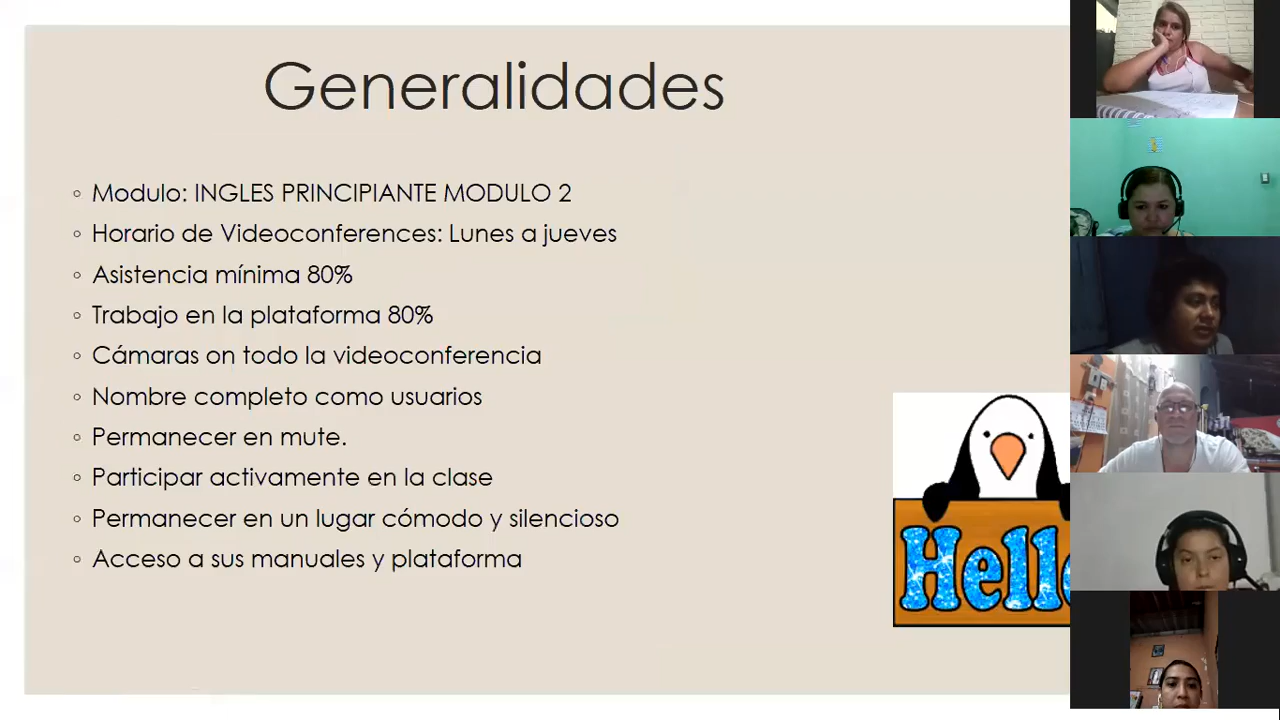 Generalidades
Modulo: INGLES PRINCIPIANTE MODULO 2
Horario de Videoconferences: Lunes a jueves
Asistencia mínima 80%
Trabajo en la plataforma 80%
Cámaras on todo la videoconferencia
Nombre completo como usuarios
Permanecer en mute.
Participar activamente en la clase
Permanecer en un lugar cómodo y silencioso
Acceso a sus manuales y plataforma
Hello